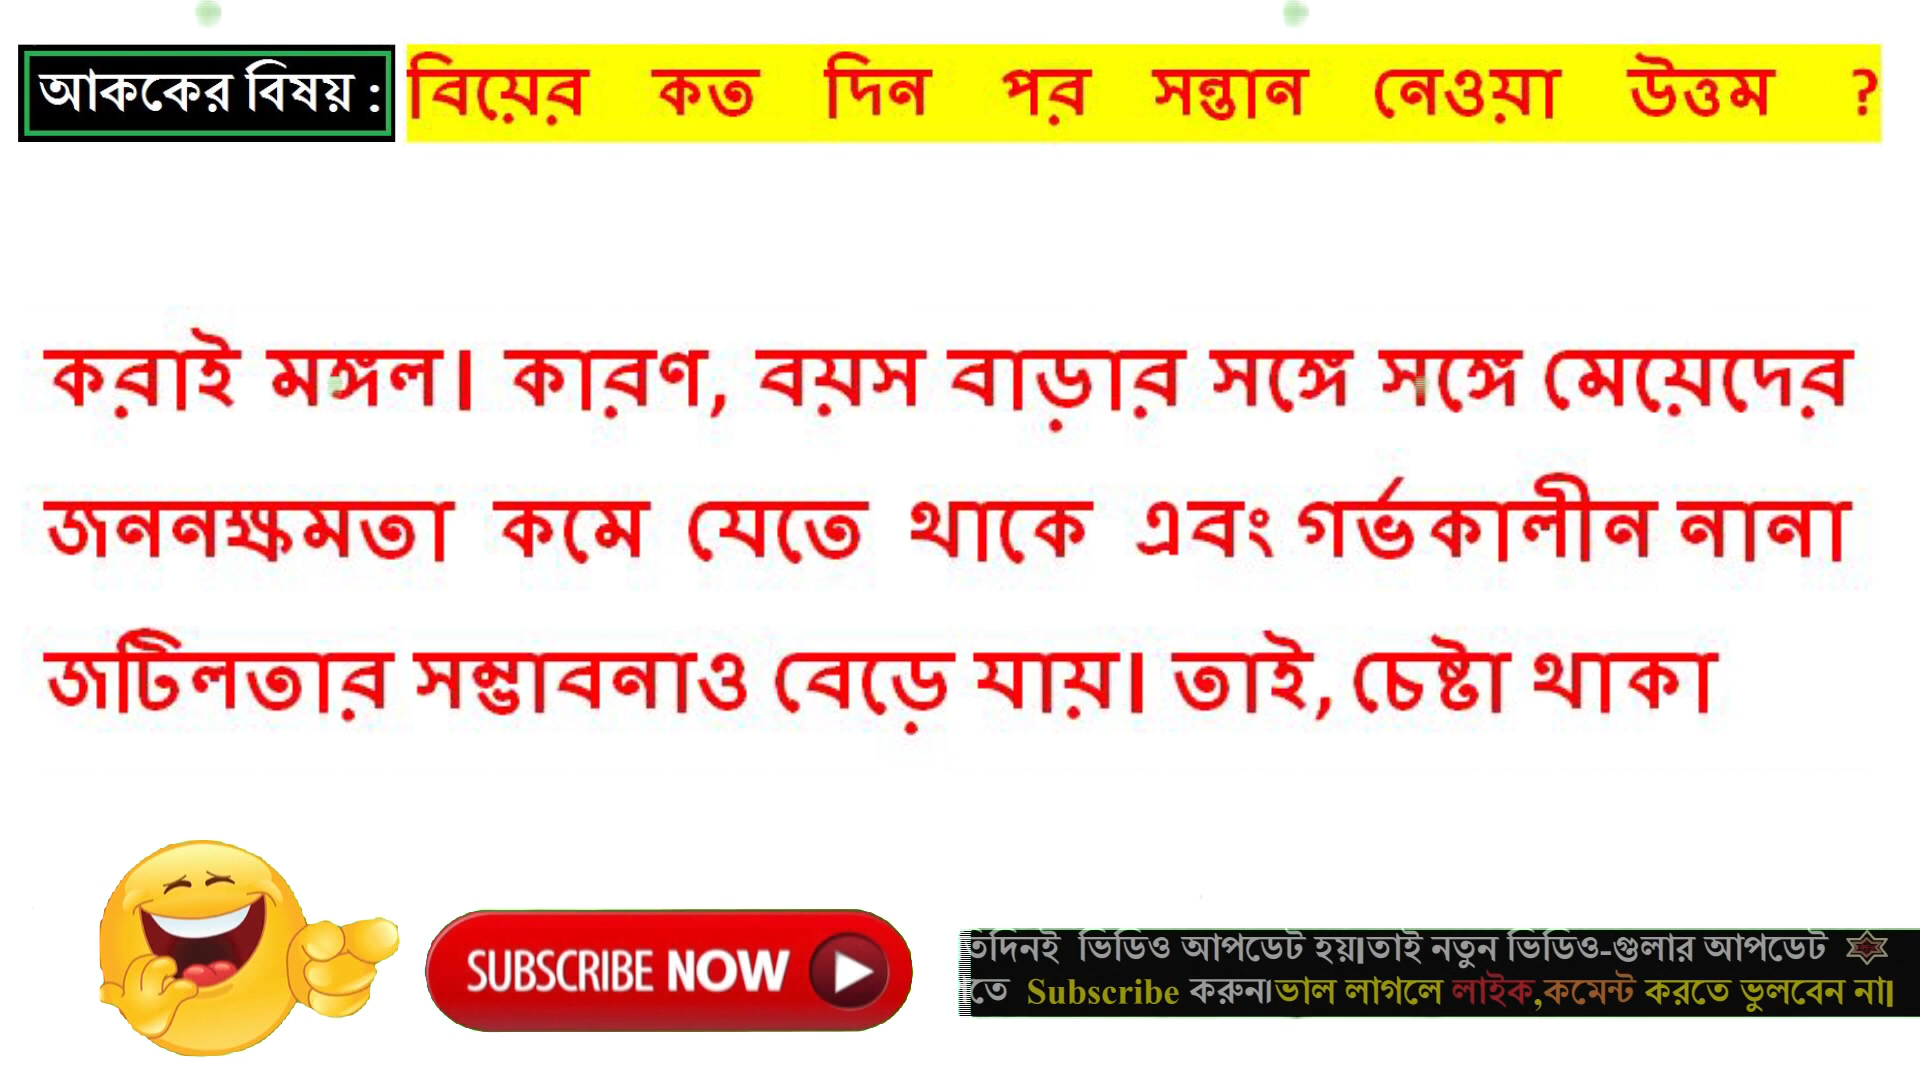 আককের বিষয় : বিয়ের কত দিন পর সন্তান নেওয়া উত্তম ?
করাই মঙ্গল। কারণ, বয়স বাড়ার সঙ্গে সঙ্গে মেয়েদের
জননক্ষমতা কমে যেতে থাকে এবং গর্ভকালীন নানা
জটিলতার সম্ভাবনাও বেড়ে যায়। তাই, চেষ্টা থাকা
SUBSCRIBE NOW
তিদিনই ভিডিও আপডেট হয়।তাই নতুন ভিডিও-গুলার আপডেট
তে Subscribe করুন।ভাল লাগলে লাইক,কমেন্ট করতে ভুলবেন না।